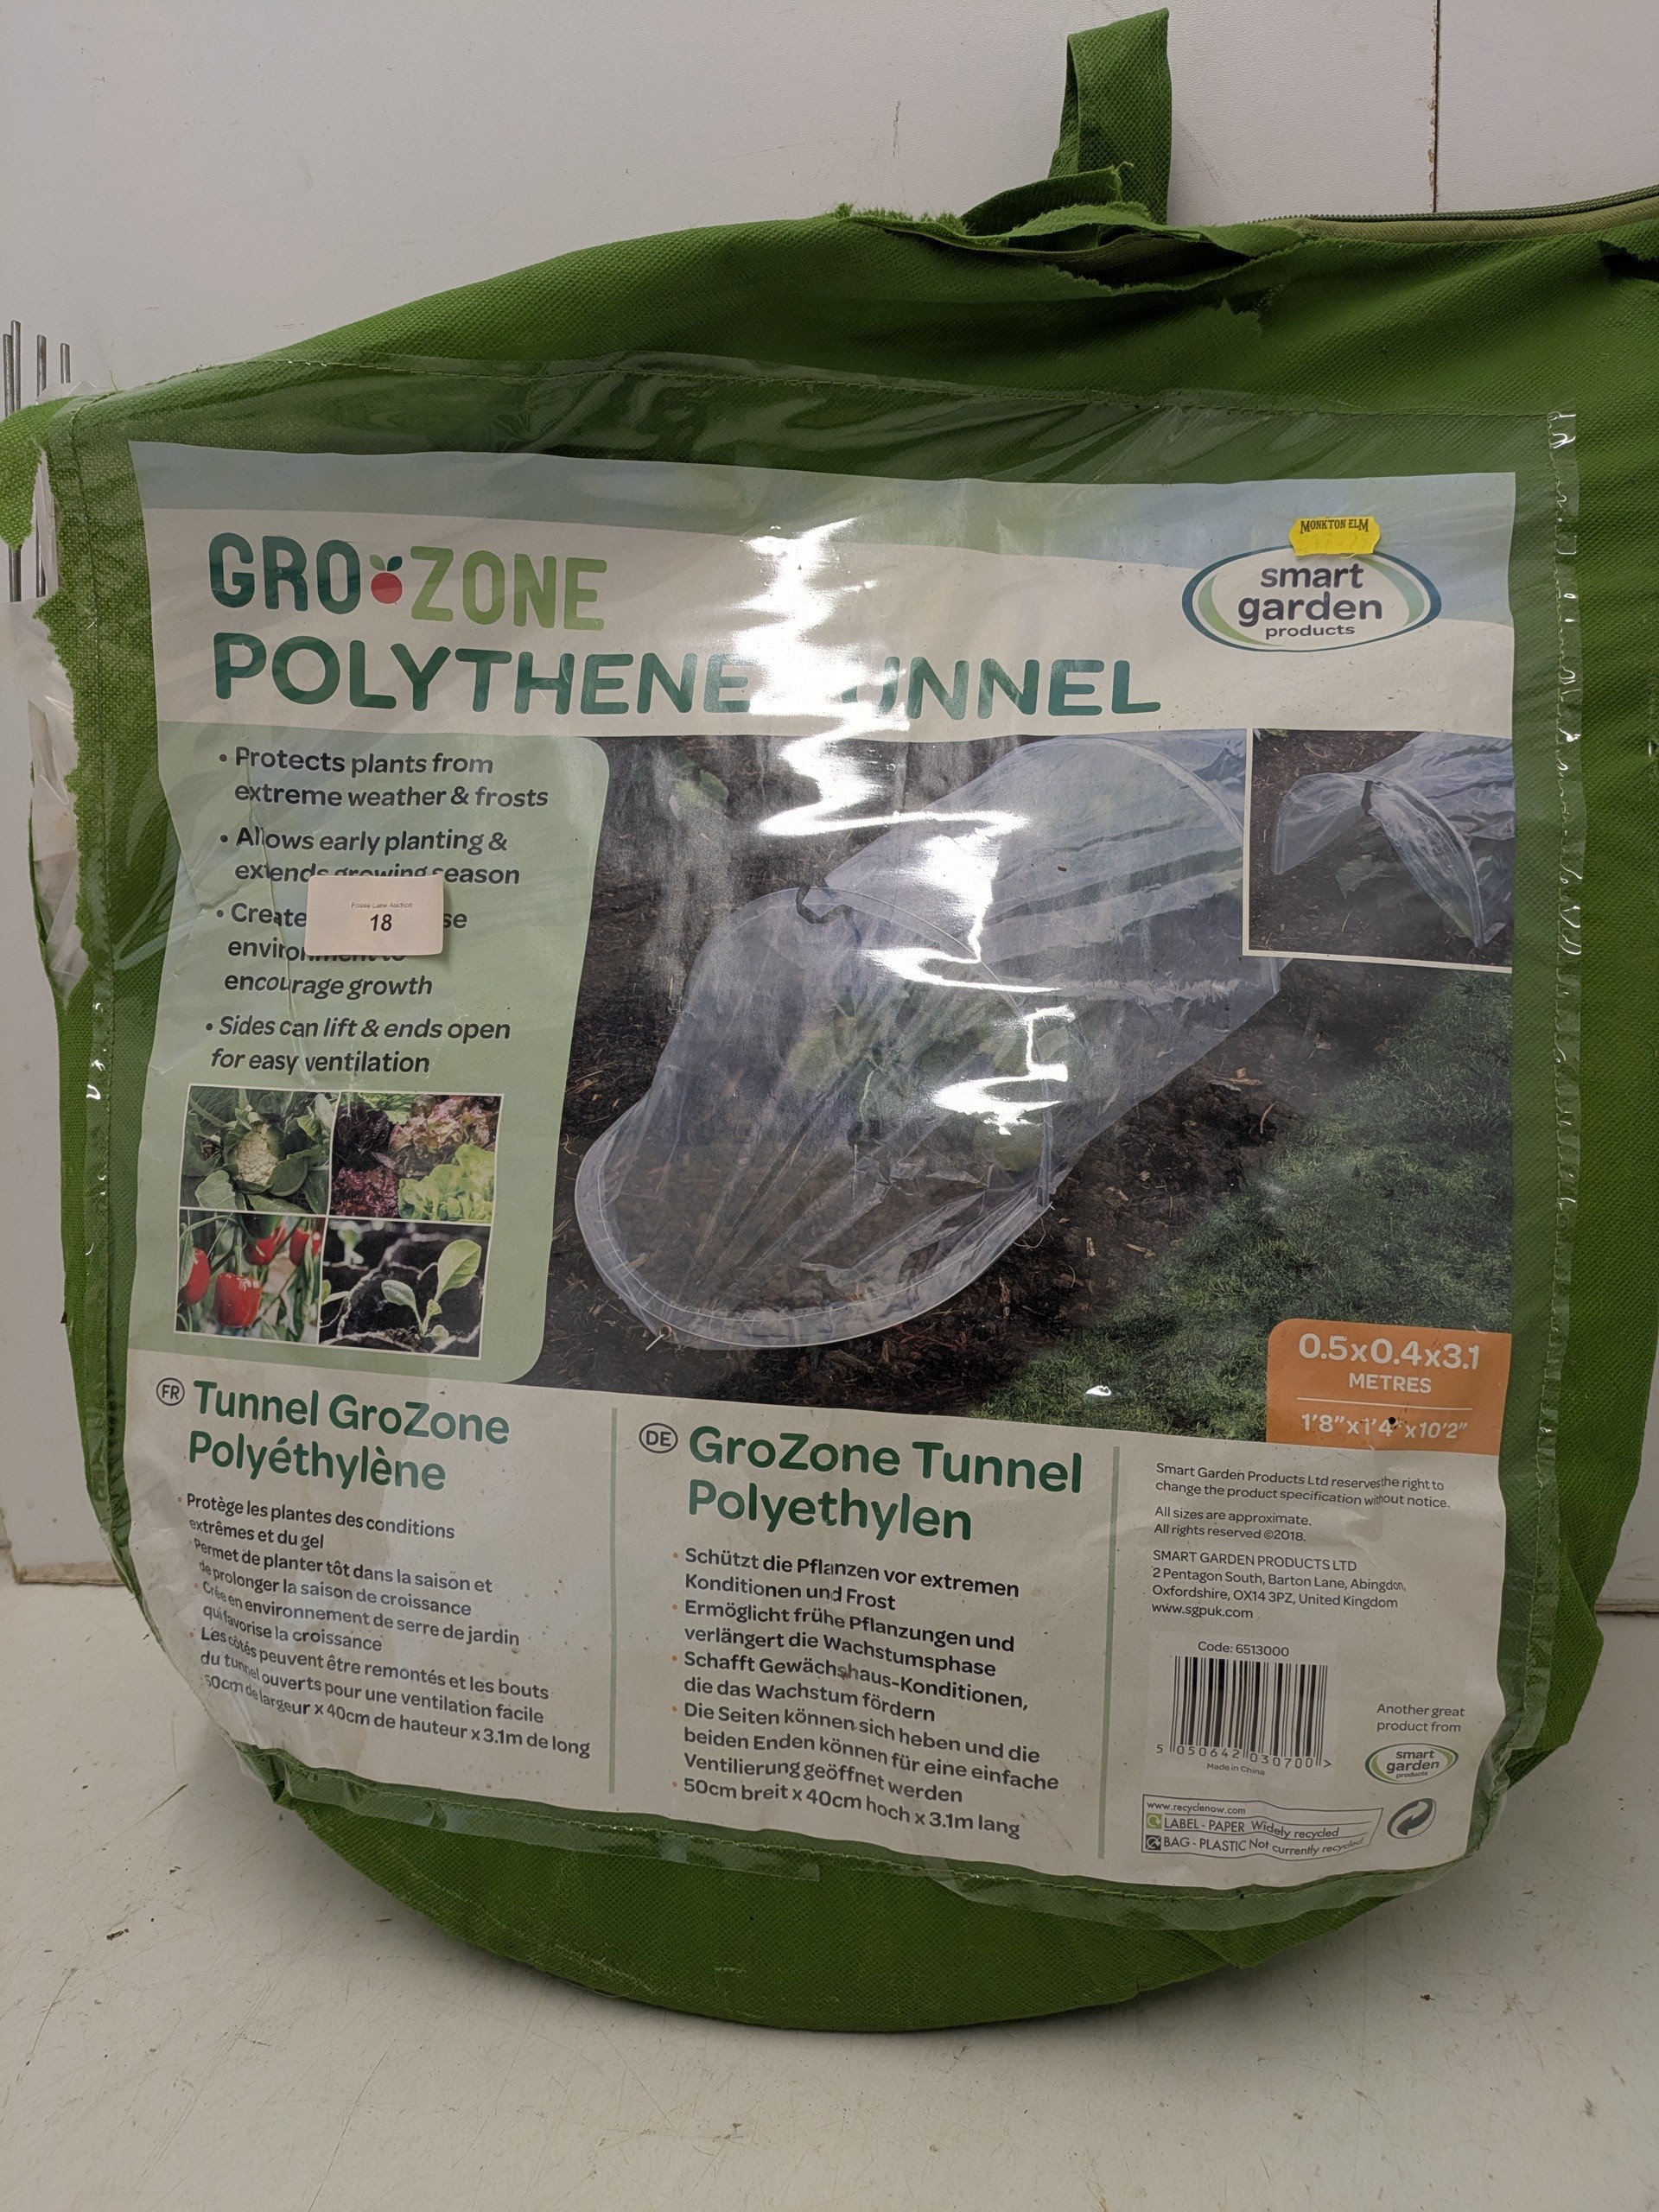 MONKTON ELM
GRO ZONE
POLYTHENE UNNEL
smart
garden
products
• Protects plants from
extreme weather & frosts
• Allows early planting &
extends growing season
• Create se
environment to
encourage growth
• Sides can lift & ends open
for easy ventilation
Fosse Lane Auction
18
0.5x0.4x3.1
METRES
1'8"x1'4"x10'2"
FR Tunnel GroZone
Polyéthylène
• Protège les plantes des conditions
extrêmes et du gel
• Permet de planter tôt dans la saison et
de prolonger la saison de croissance
• Crée en environnement de serre de jardin
qui favorise la croissance
• Les côtés peuvent être remontés et les bouts
du tunnel ouverts pour une ventilation facile
50cm de largeur x 40cm de hauteur x 3.1m de long
DE GroZone Tunnel
Polyethylen
• Schützt die Pflanzen vor extremen
Konditionen und Frost
• Ermöglicht frühe Pflanzungen und
verlängert die Wachstumsphase
• Schafft Gewächshaus-Konditionen,
die das Wachstum fördern
• Die Seiten können sich heben und die
beiden Enden können für eine einfache
Ventilierung geöffnet werden
• 50cm breit x 40cm hoch x 3.1m lang
Smart Garden Products Ltd reserves the right to
change the product specification without notice.
All sizes are approximate.
All rights reserved ©2018.
SMART GARDEN PRODUCTS LTD
2 Pentagon South, Barton Lane, Abingdon,
Oxfordshire, OX14 3PZ, United Kingdom
www.sgpuk.com
Code: 6513000
5 050642 030700 >
Made in China
Another great
product from
smart
garden
products
www.recyclenow.com
LABEL - PAPER Widely recycled
BAG - PLASTIC Not currently recycled